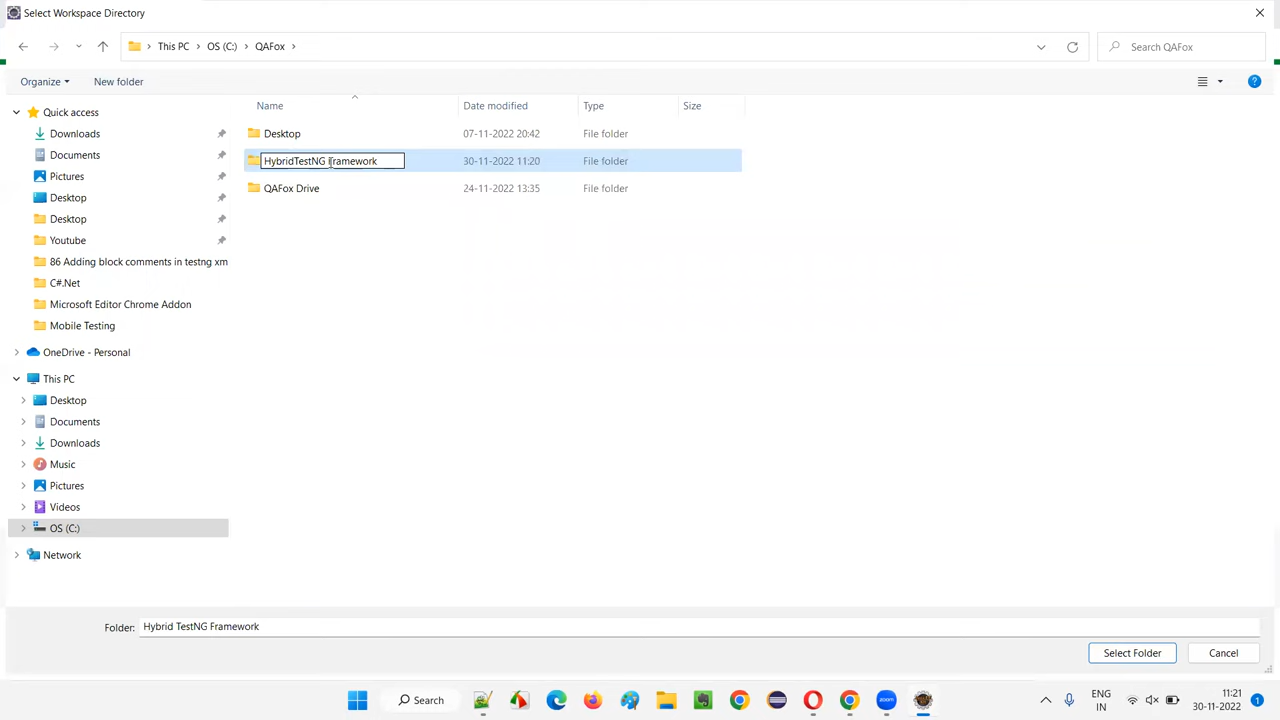 Select Workspace Directory
This PC OS (C:) QAFox
Search QAFox
Organize New folder
Name Date modified Type Size
Quick access
Downloads
Documents
Pictures
Desktop
Desktop
Youtube
86 Adding block comments in testng xm
C#.Net
Microsoft Editor Chrome Addon
Mobile Testing
OneDrive - Personal
This PC
Desktop
Documents
Downloads
Music
Pictures
Videos
OS (C:)
Network
Desktop 07-11-2022 20:42 File folder
HybridTestNG Framework 30-11-2022 11:20 File folder
QAFox Drive 24-11-2022 13:35 File folder
Folder: Hybrid TestNG Framework
Select Folder Cancel
Search
zoom
ENG
IN
11:21
30-11-2022
1